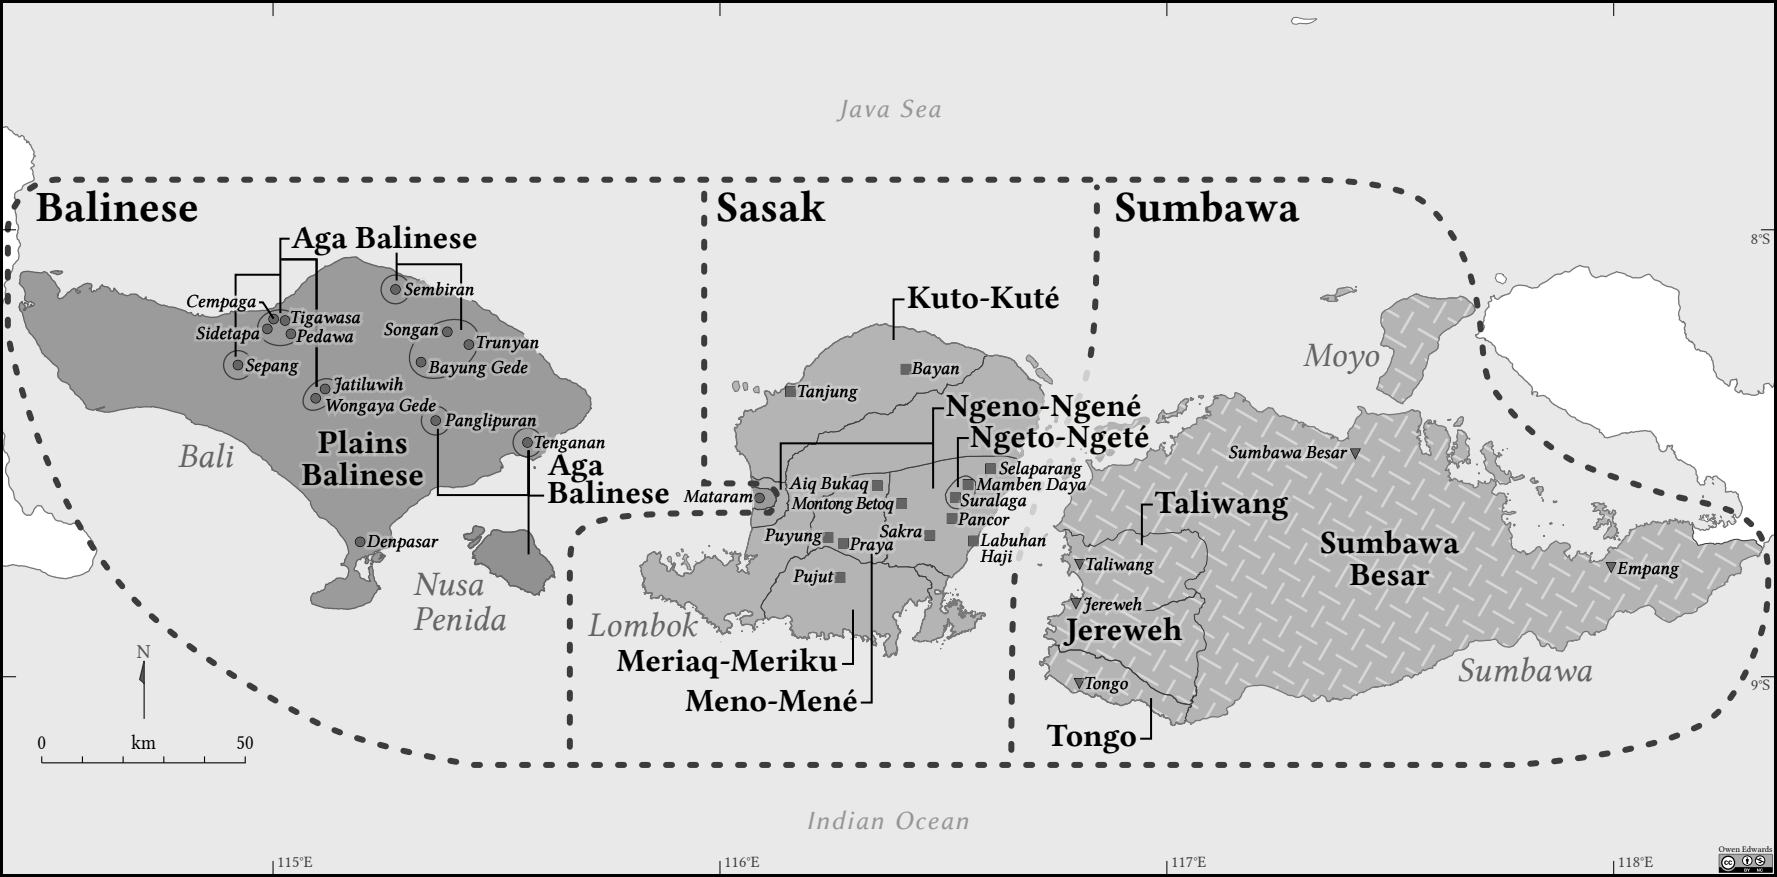 Java Sea
Balinese
Sasak
Sumbawa
8°S
Aga Balinese
Sembiran
Cempaga
Tigawasa
Sidetapa
Pedawa
Songan
Trunyan
Sepang
Bayung Gede
Jatiluwih
Wongaya Gede
Panglipuran
Tenganan
Plains
Balinese
Bali
Aga
Balinese
Denpasar
Nusa
Penida
Kuto-Kuté
Bayan
Tanjung
Ngeno-Ngené
Ngeto-Ngeté
Selaparang
Mamben Daya
Suralaga
Aiq Bukaq
Mataram
Montong Betoq
Pancor
Sakra
Puyung
Praya
Labuhan
Haji
Pujut
Lombok
Meriaq-Meriku
Meno-Mené
Moyo
Sumbawa Besar
Taliwang
Sumbawa
Besar
Taliwang
Empang
Jereweh
Jereweh
Sumbawa
Tongo
Tongo
9°S
N
0 km 50
Indian Ocean
115°E
116°E
117°E
118°E
Owen Edwards
cc
BY NC